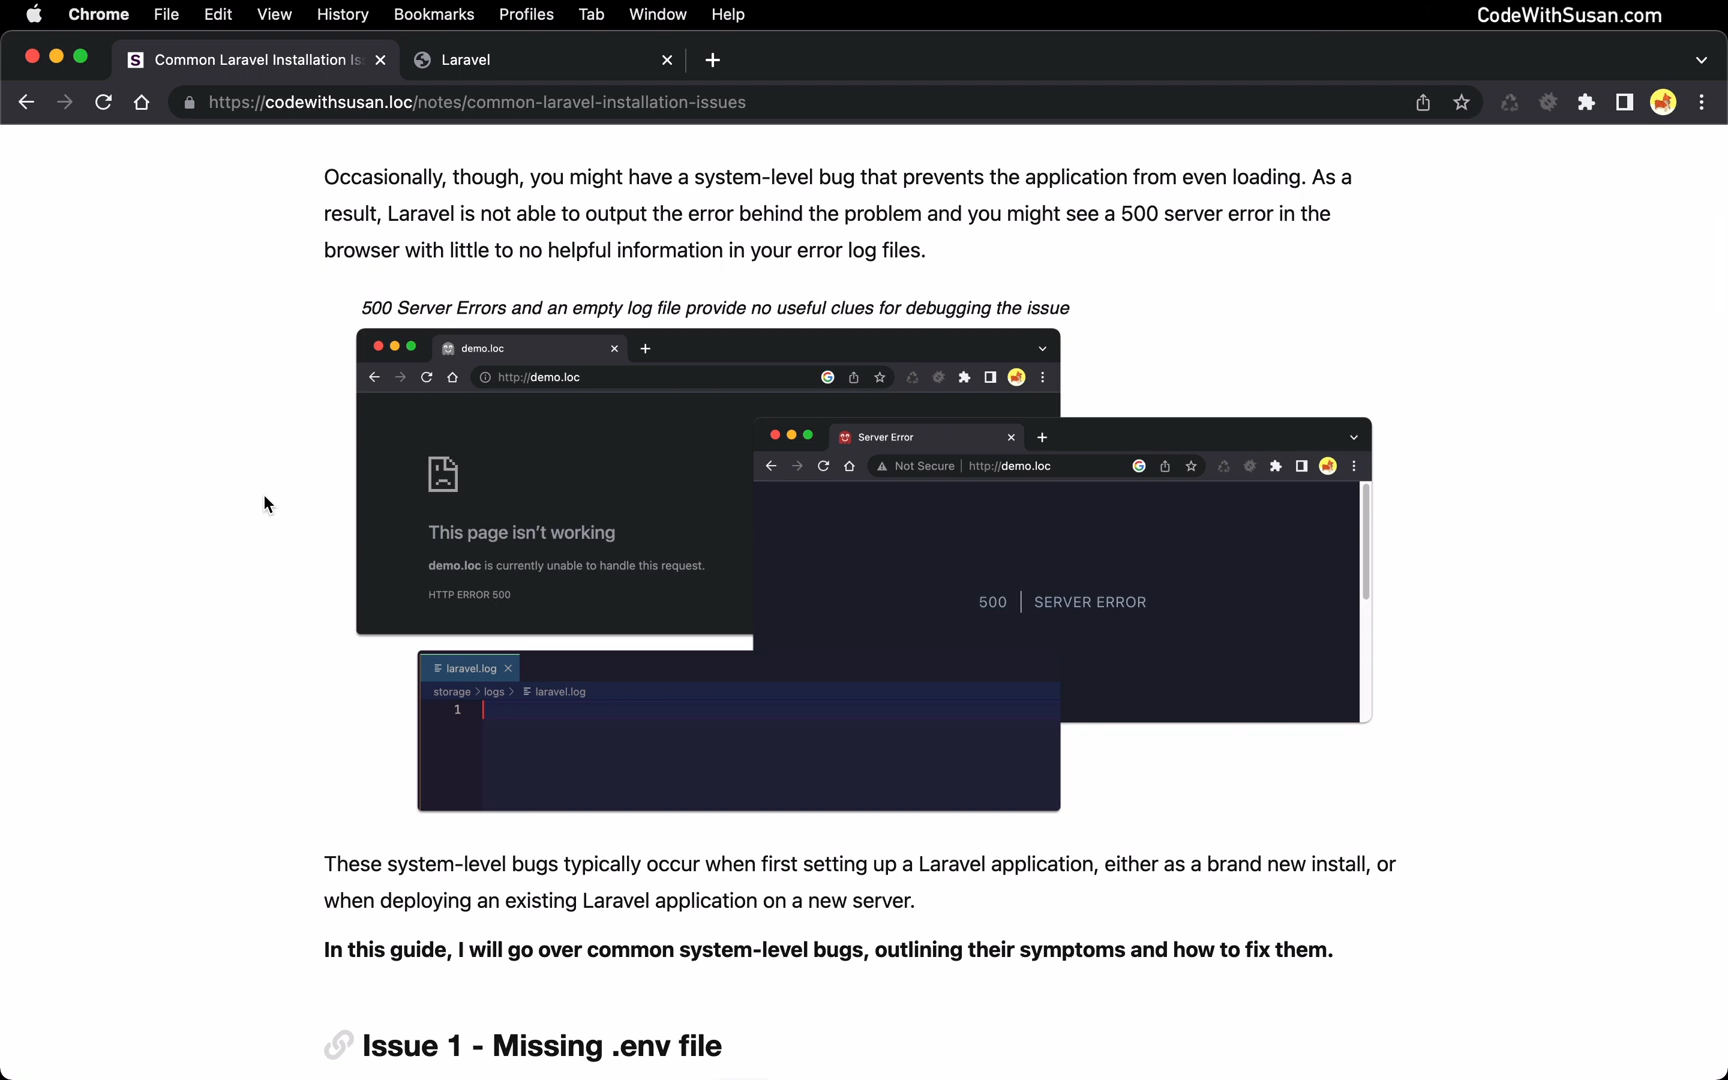 Chrome File Edit View History Bookmarks Profiles Tab Window Help CodeWithSusan.com
Common Laravel Installation Is Laravel
https://codewithsusan.loc/notes/common-laravel-installation-issues
Occasionally, though, you might have a system-level bug that prevents the application from even loading. As a
result, Laravel is not able to output the error behind the problem and you might see a 500 server error in the
browser with little to no helpful information in your error log files.
500 Server Errors and an empty log file provide no useful clues for debugging the issue
demo.loc
http://demo.loc
This page isn't working
demo.loc is currently unable to handle this request.
HTTP ERROR 500
Server Error
Not Secure http://demo.loc
500 SERVER ERROR
laravel.log
storage > logs > laravel.log
1
These system-level bugs typically occur when first setting up a Laravel application, either as a brand new install, or
when deploying an existing Laravel application on a new server.
In this guide, I will go over common system-level bugs, outlining their symptoms and how to fix them.
Issue 1 - Missing .env file